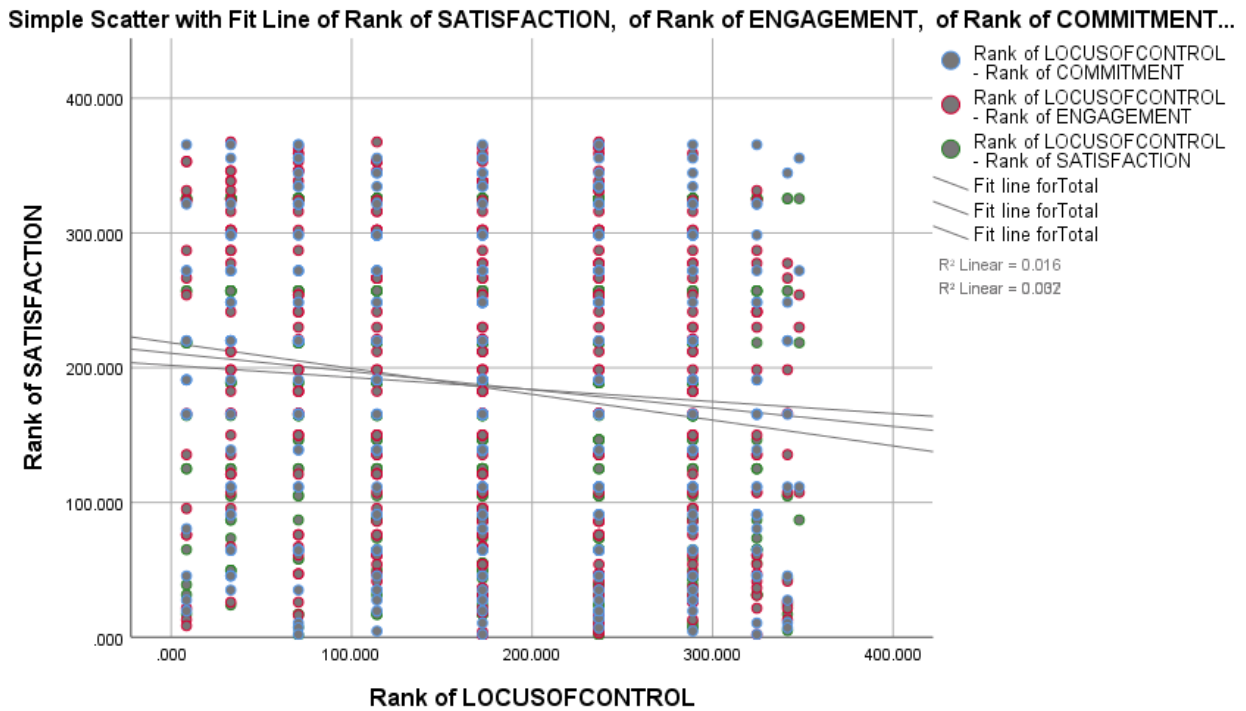 Simple Scatter with Fit Line of Rank of SATISFACTION, of Rank of ENGAGEMENT, of Rank of COMMITMENT...
Rank of LOCUSOFCONTROL
- Rank of COMMITMENT
Rank of LOCUSOFCONTROL
- Rank of ENGAGEMENT
Rank of LOCUSOFCONTROL
- Rank of SATISFACTION
Fit line forTotal
Fit line forTotal
Fit line forTotal
R² Linear = 0.016
R² Linear =
Rank of SATISFACTION
400.000
300.000
200.000
100.000
.000
.000 100.000 200.000 300.000 400.000
Rank of LOCUSOFCONTROL